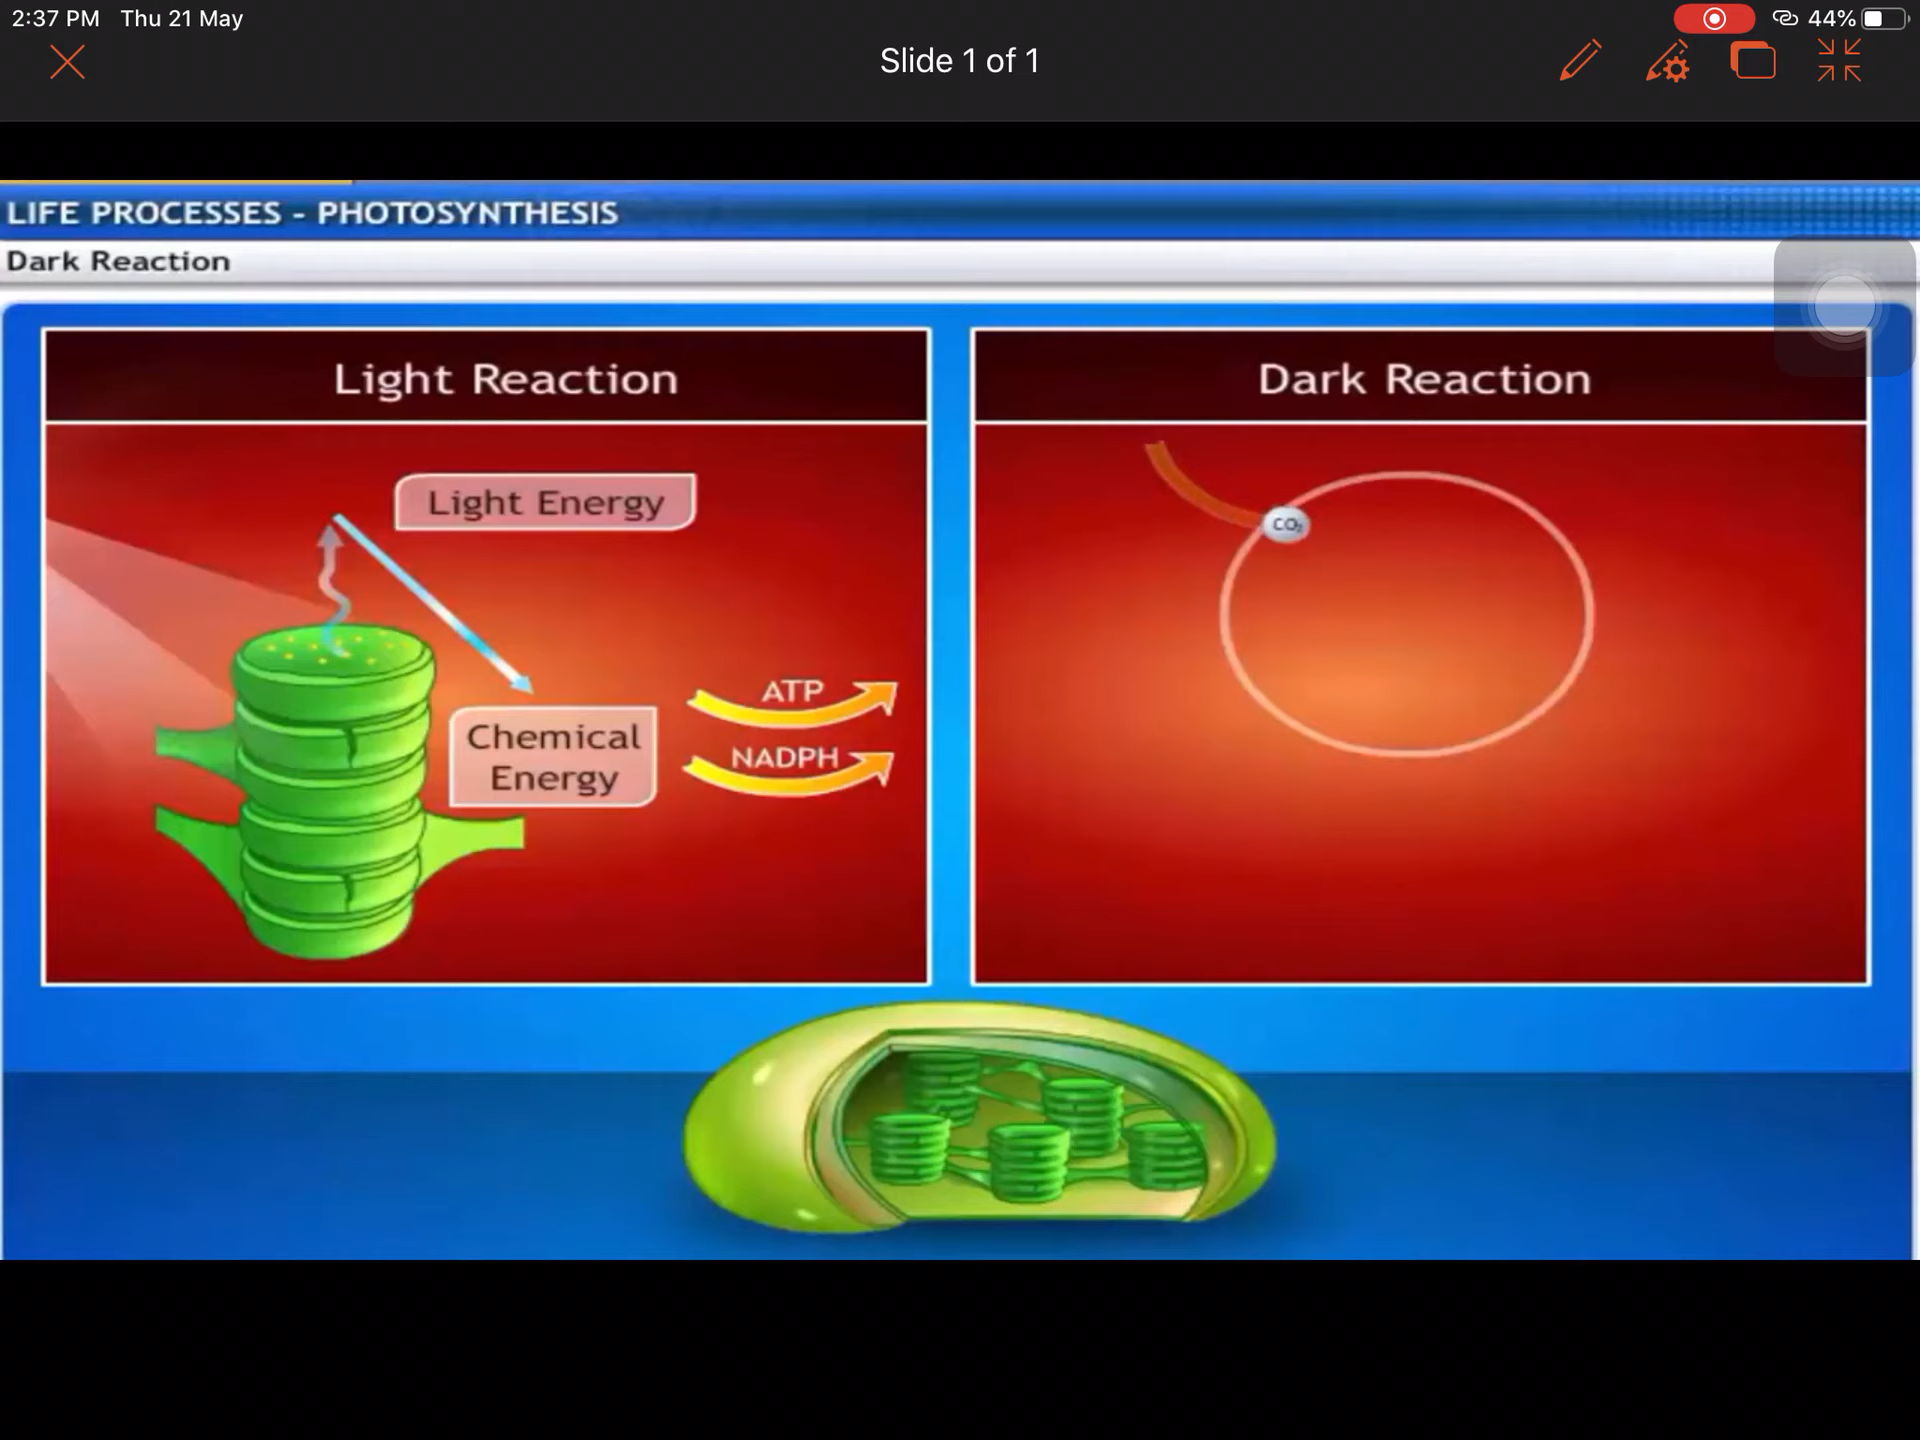 2:37 PM Thu 21 May
44%
Slide 1 of 1
LIFE PROCESSES - PHOTOSYNTHESIS
Dark Reaction
Light Reaction
Light Energy
Chemical
Energy
ATP
NADPH
Dark Reaction
CO₂